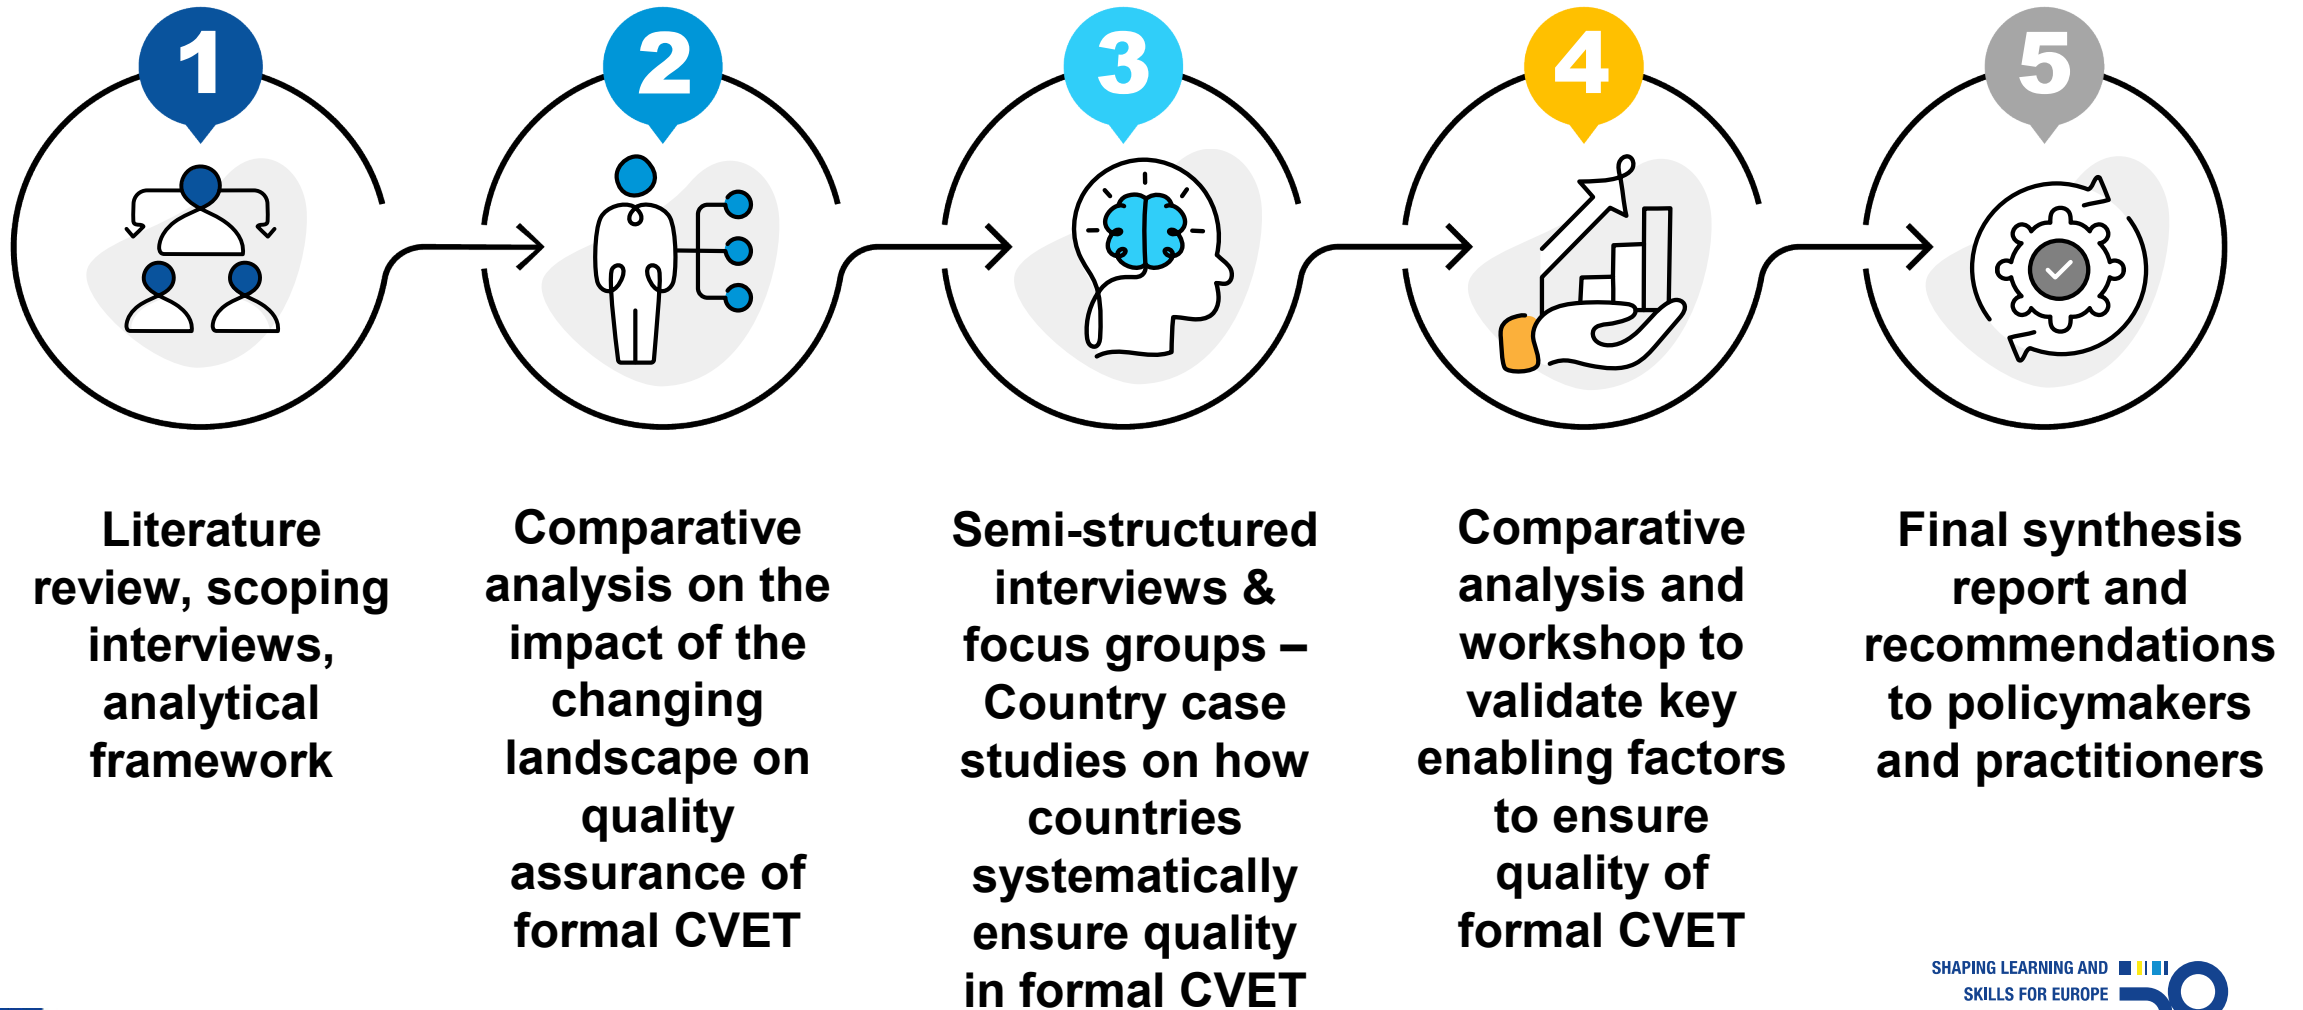 1
Literature
review, scoping
interviews,
analytical
framework
2
Comparative
analysis on the
impact of the
changing
landscape on
quality
assurance of
formal CVET
3
Semi-structured
interviews &
focus groups –
Country case
studies on how
countries
systematically
ensure quality
in formal CVET
4
Comparative
analysis and
workshop to
validate key
enabling factors
to ensure
quality of
formal CVET
5
Final synthesis
report and
recommendations
to policymakers
and practitioners
SHAPING LEARNING AND
SKILLS FOR EUROPE